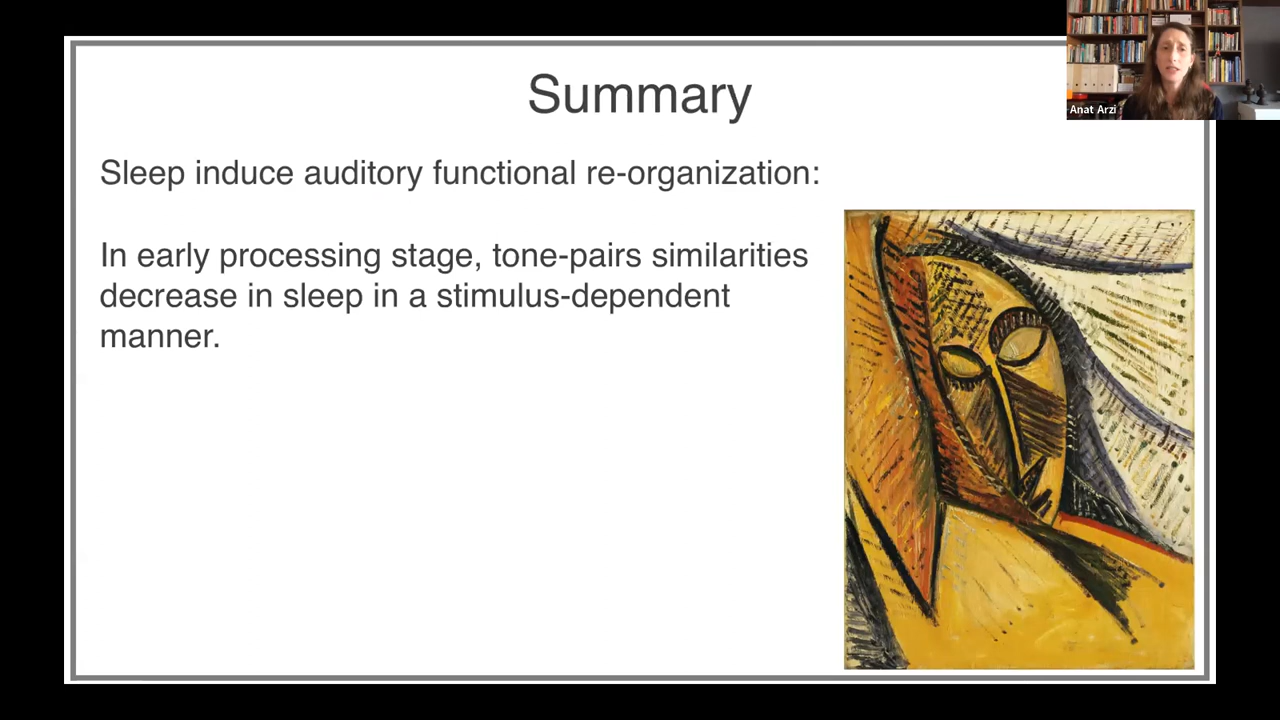 Summary
Anat Arzi
Sleep induce auditory functional re-organization:
In early processing stage, tone-pairs similarities
decrease in sleep in a stimulus-dependent
manner.